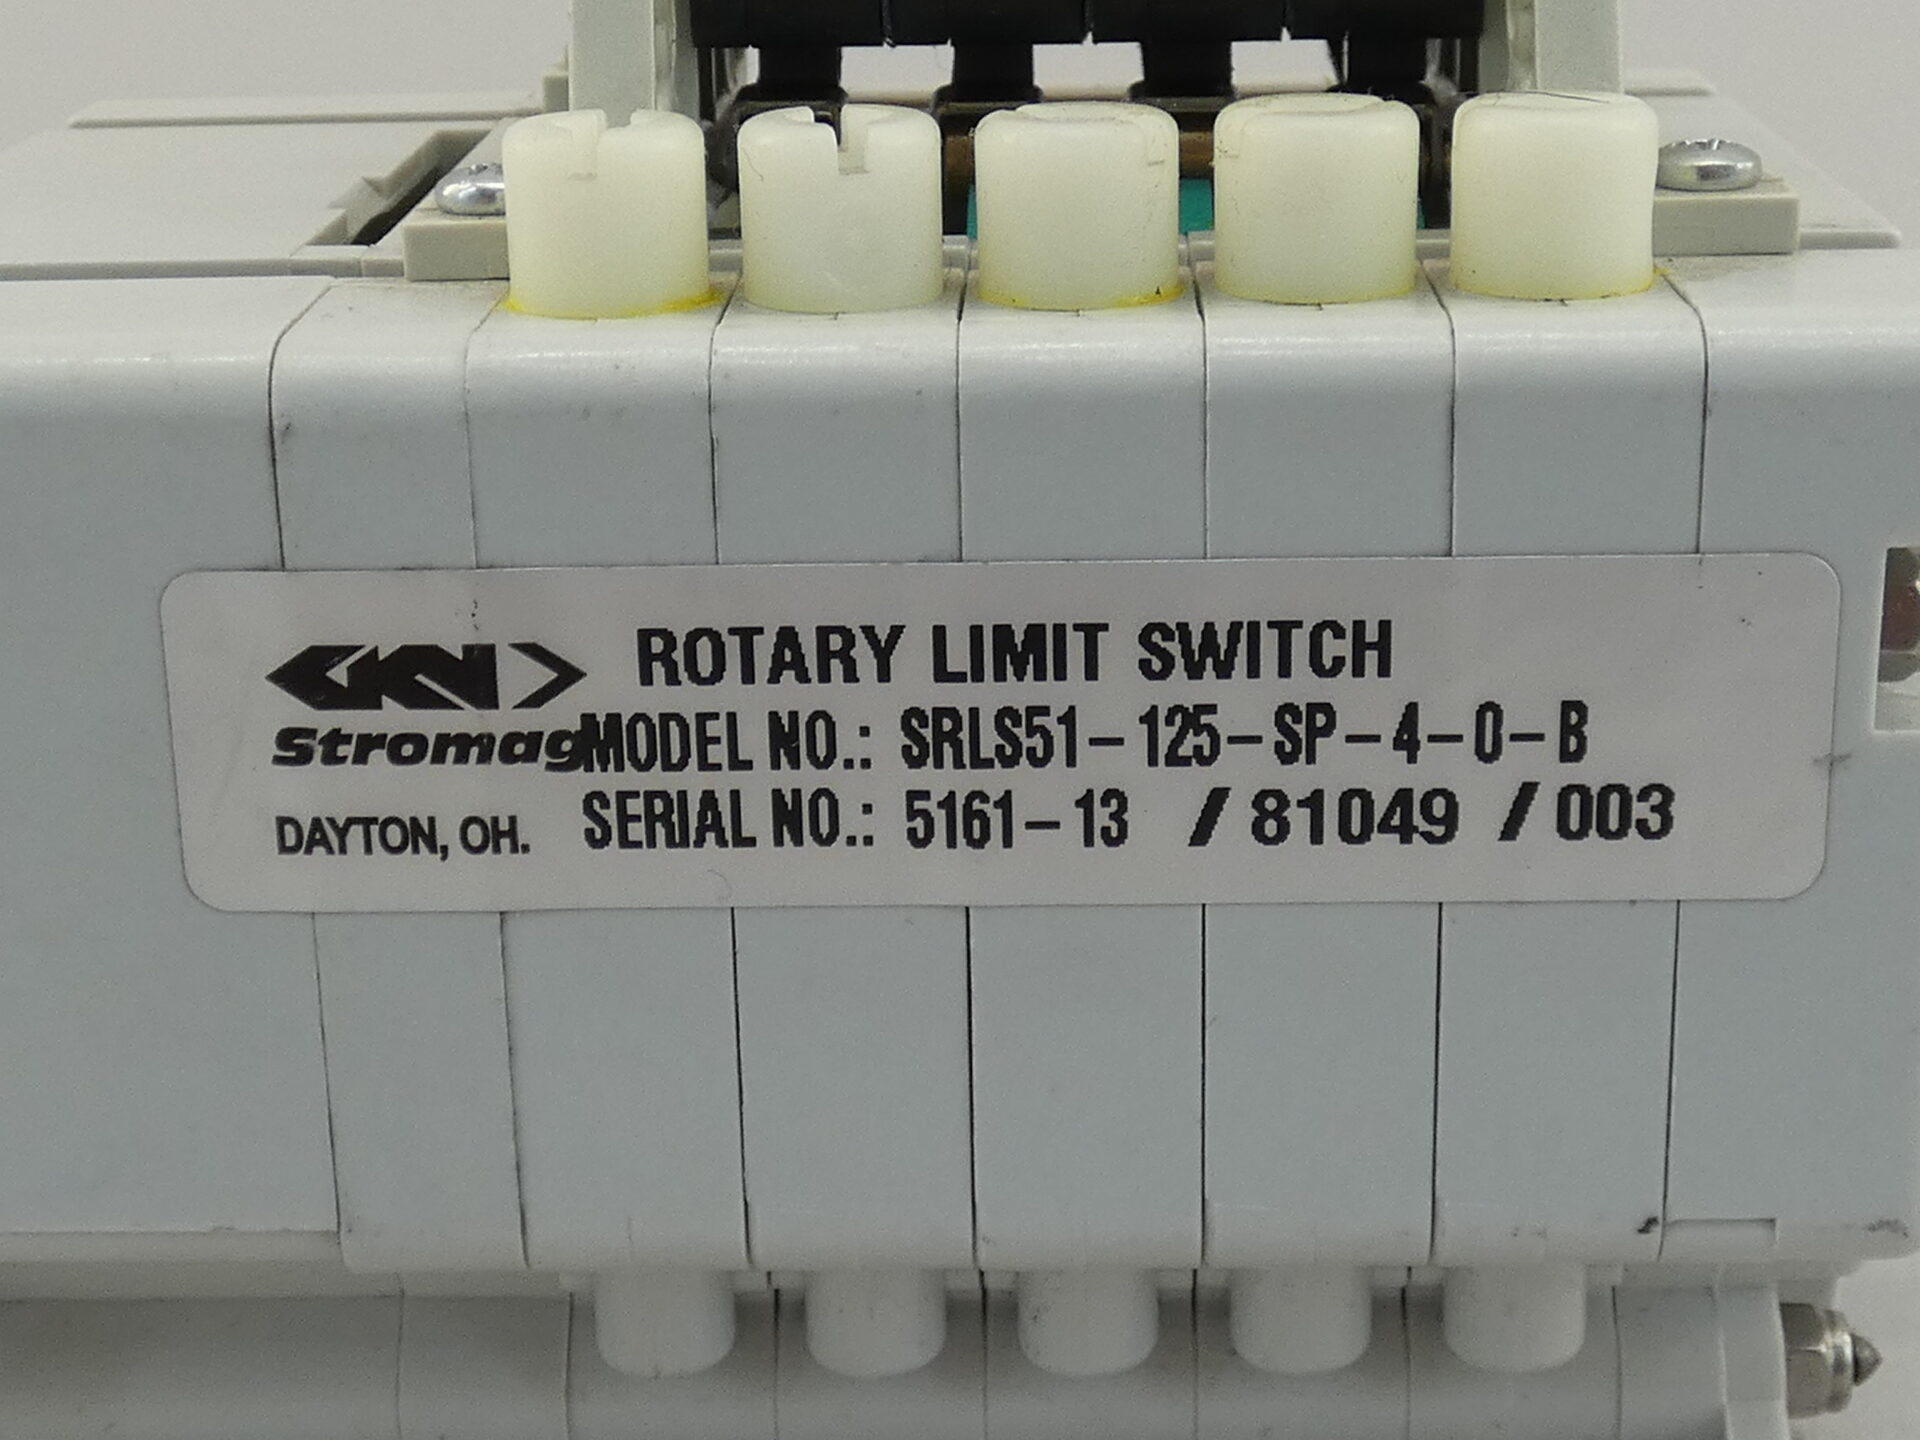 GKN ROTARY LIMIT SWITCH
Stromag MODEL NO.: SRLS51-125-SP-4-0-B
DAYTON, OH. SERIAL NO.: 5161-13 / 81049 / 003